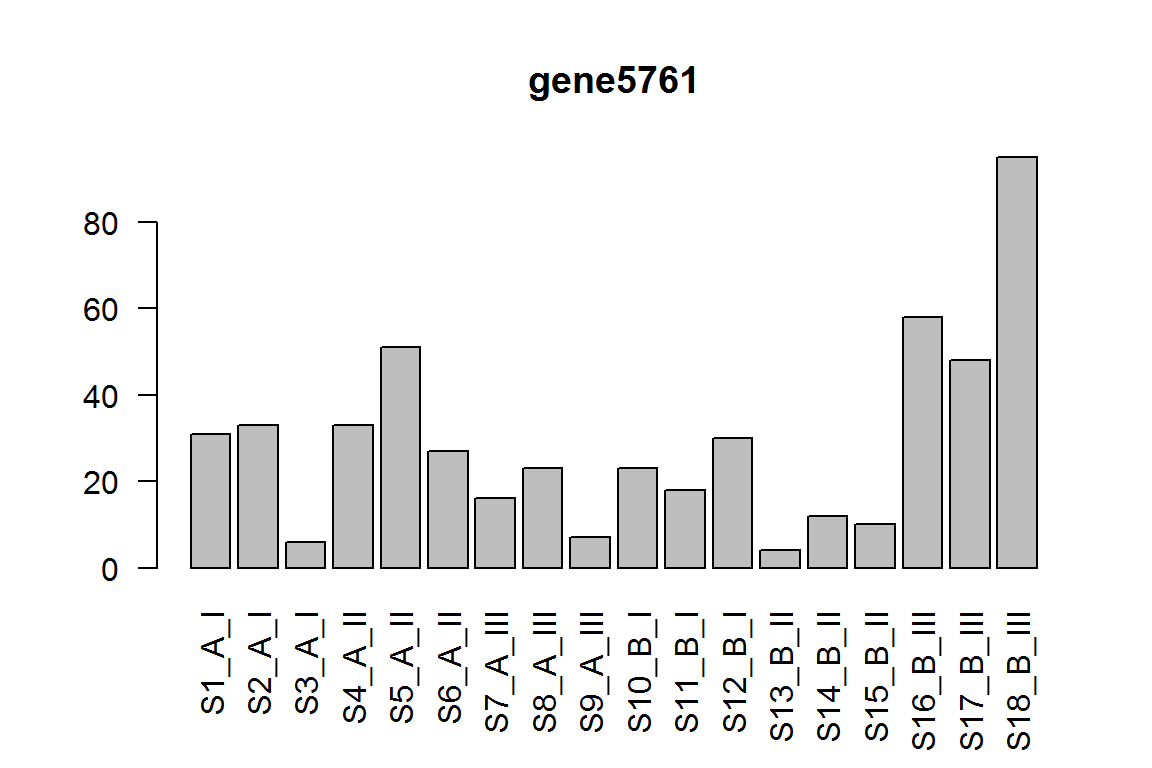 gene5761
80
60
40
20
0
S1_A_I
S2_A_I
S3_A_I
S4_A_II
S5_A_II
S6_A_II
S7_A_III
S8_A_III
S9_A_III
S10_B_I
S11_B_I
S12_B_I
S13_B_II
S14_B_II
S15_B_II
S16_B_III
S17_B_III
S18_B_III